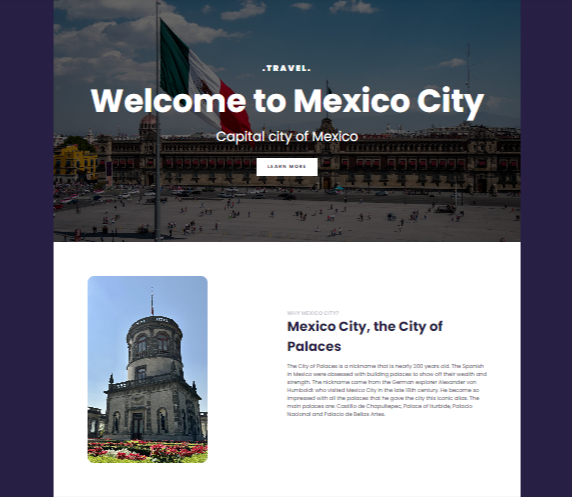 .TRAVEL.
Welcome to Mexico City
Capital city of Mexico
LEARN MORE
WHY MEXICO CITY?
Mexico City, the City of
Palaces
The City of Palaces is a nickname that is nearly 200 years old. The Spanish
in Mexico were obsessed with building palaces to show off their wealth and
strength. The nickname came from the German explorer Alexander von
Humboldt who visited Mexico City in the late 18th century. He became so
impressed with all the palaces that he gave the city this iconic alias. The
main palaces are: Castillo de Chapultepec, Palace of Iturbide, Palacio
Nacional and Palacio de Bellas Artes.